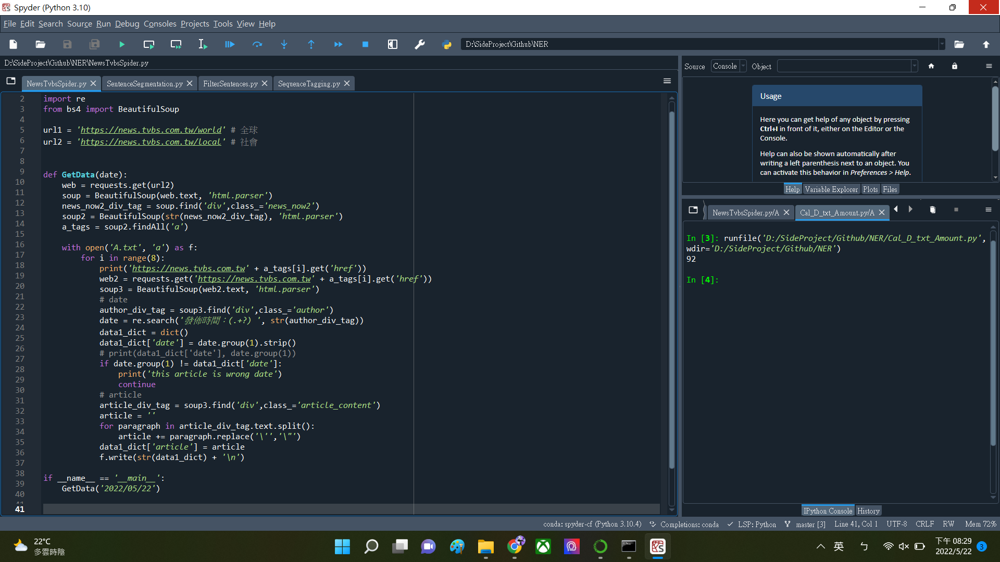 Spyder (Python 3.10)
File Edit Search Source Run Debug Consoles Projects Tools View Help
D:\SideProject\Github\NER
D:\SideProject\Github\NER\NewsTvbsSpider.py
NewsTvbsSpider.py SentenceSegmentation.py FilterSentences.py SequenceTagging.py
2 import re
3 from bs4 import BeautifulSoup
4
5 url1 = 'https://news.tvbs.com.tw/world' # 全球
6 url2 = 'https://news.tvbs.com.tw/local' # 社會
7
8
9 def GetData(date):
10 web = requests.get(url2)
11 soup = BeautifulSoup(web.text, 'html.parser')
12 news_now2_div_tag = soup.find('div',class_='news_now2')
13 soup2 = BeautifulSoup(str(news_now2_div_tag), 'html.parser')
14 a_tags = soup2.findAll('a')
15
16 with open('A.txt', 'a') as f:
17 for i in range(8):
18 print('https://news.tvbs.com.tw' + a_tags[i].get('href'))
19 web2 = requests.get('https://news.tvbs.com.tw' + a_tags[i].get('href'))
20 soup3 = BeautifulSoup(web2.text, 'html.parser')
21 # date
22 author_div_tag = soup3.find('div',class_='author')
23 date = re.search('發佈時間：(.+?) ', str(author_div_tag))
24 data1_dict = dict()
25 data1_dict['date'] = date.group(1).strip()
26 # print(data1_dict['date'], date.group(1))
27 if date.group(1) != data1_dict['date']:
28 print('this article is wrong date')
29 continue
30 # article
31 article_div_tag = soup3.find('div',class_='article_content')
32 article = ''
33 for paragraph in article_div_tag.text.split():
34 article += paragraph.replace('\'','\"')
35 data1_dict['article'] = article
36 f.write(str(data1_dict) + '\n')
37
38 if __name__ == '__main__':
39 GetData('2022/05/22')
40
41
Source Console Object
Usage
Here you can get help of any object by pressing
Ctrl+I in front of it, either on the Editor or the
Console.
Help can also be shown automatically after
writing a left parenthesis next to an object. You
can activate this behavior in Preferences > Help.
Help Variable Explorer Plots Files
NewsTvbsSpider.py/A Cal_D_txt_Amount.py/A
In [3]: runfile('D:/SideProject/Github/NER/Cal_D_txt_Amount.py',
wdir='D:/SideProject/Github/NER')
92
In [4]:
IPython Console History
conda: spyder-cf (Python 3.10.4) Completions: conda LSP: Python master [3] Line 41, Col 1 UTF-8 CRLF RW Mem 72%
22°C
多雲時陰
英 ㄅ
下午 08:29
2022/5/22 3